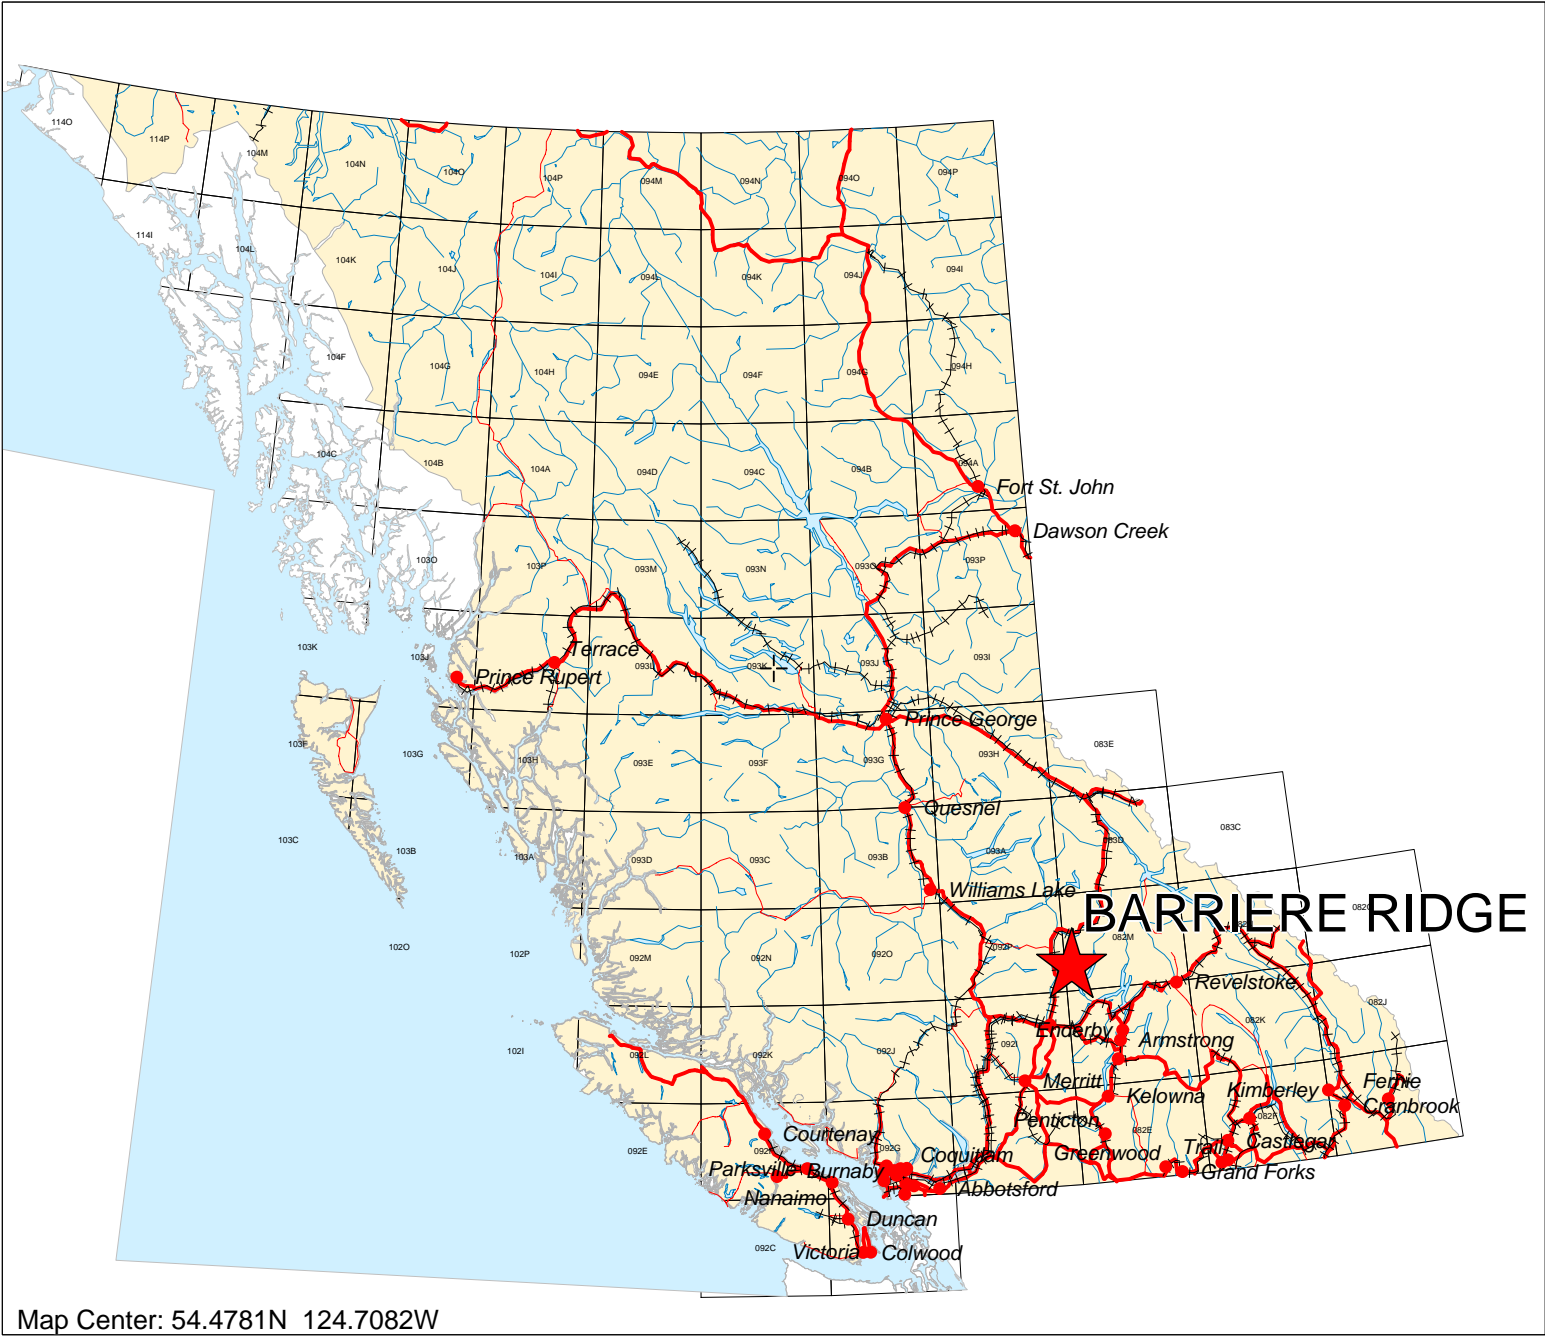 114O
114P
104M
104N
104O
104P
094M
094N
094O
094P
114I
104L
104K
104J
104I
094L
094K
094J
094I
104F
104G
104H
094E
094F
094G
094H
104C
104B
104A
094D
094C
094B
094A
Fort St. John
Dawson Creek
103O
103P
093M
093N
093O
093P
103K
103J
Terrace
093L
093K
093J
093I
Prince Rupert
Prince George
103F
103G
103H
093E
093F
093G
093H
083E
Quesnel
103C
103B
103A
093D
093C
093B
093A
083D
083C
Williams Lake
BARRIERE RIDGE
102O
102P
092M
092N
092O
092P
082M
Revelstoke
082J
102I
092L
092K
092J
092I
Enderby
Armstrong
082K
Merritt
Kelowna
Kimberley
Fernie
Cranbrook
092E
Courtenay
092G
Coquitlam
Penticton
082E
082F
Greenwood
Trail
Castlegar
Grand Forks
Parksville
Burnaby
Nanaimo
Abbotsford
Duncan
092C
Victoria
Colwood
Map Center: 54.4781N 124.7082W